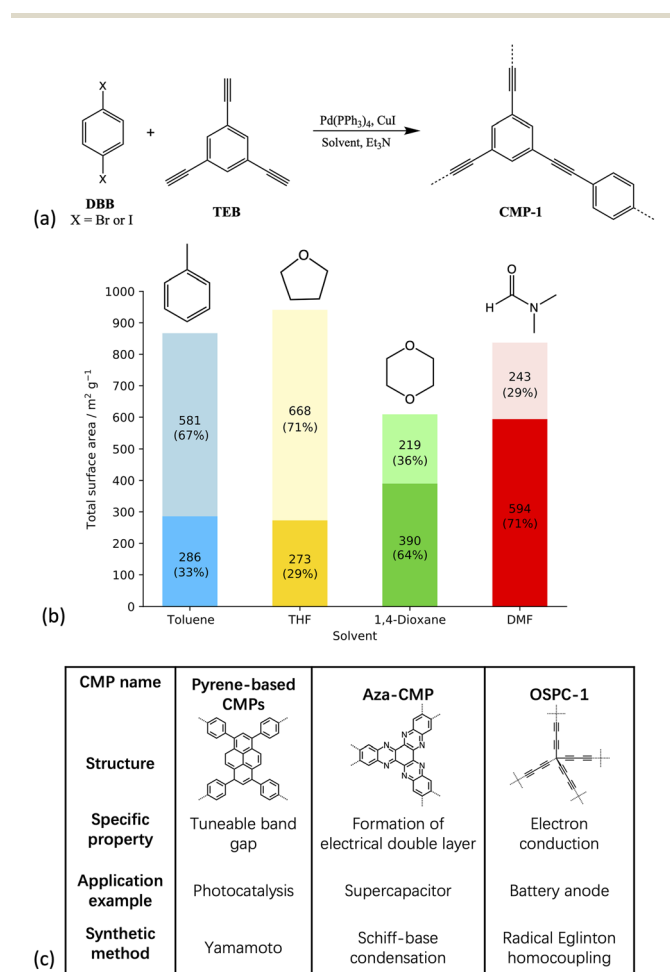 X
X
+
DBB
X = Br or I
TEB
Pd(PPh3)4, CuI
Solvent, Et3N
CMP-1
(a)
O
O
O
O
H
N
Total surface area / m² g⁻¹
1000
900
800
700
600
500
400
300
200
100
0
581
(67%)
286
(33%)
668
(71%)
273
(29%)
219
(36%)
390
(64%)
243
(29%)
594
(71%)
Toluene
THF
1,4-Dioxane
DMF
Solvent
(b)
CMP name
Pyrene-based
CMPs
Aza-CMP
OSPC-1
Structure
N
N
N
N
N
N
Specific
property
Tuneable band
gap
Formation of
electrical double layer
Electron
conduction
Application
example
Photocatalysis
Supercapacitor
Battery anode
Synthetic
method
Yamamoto
Schiff-base
condensation
Radical Eglinton
homocoupling
(c)